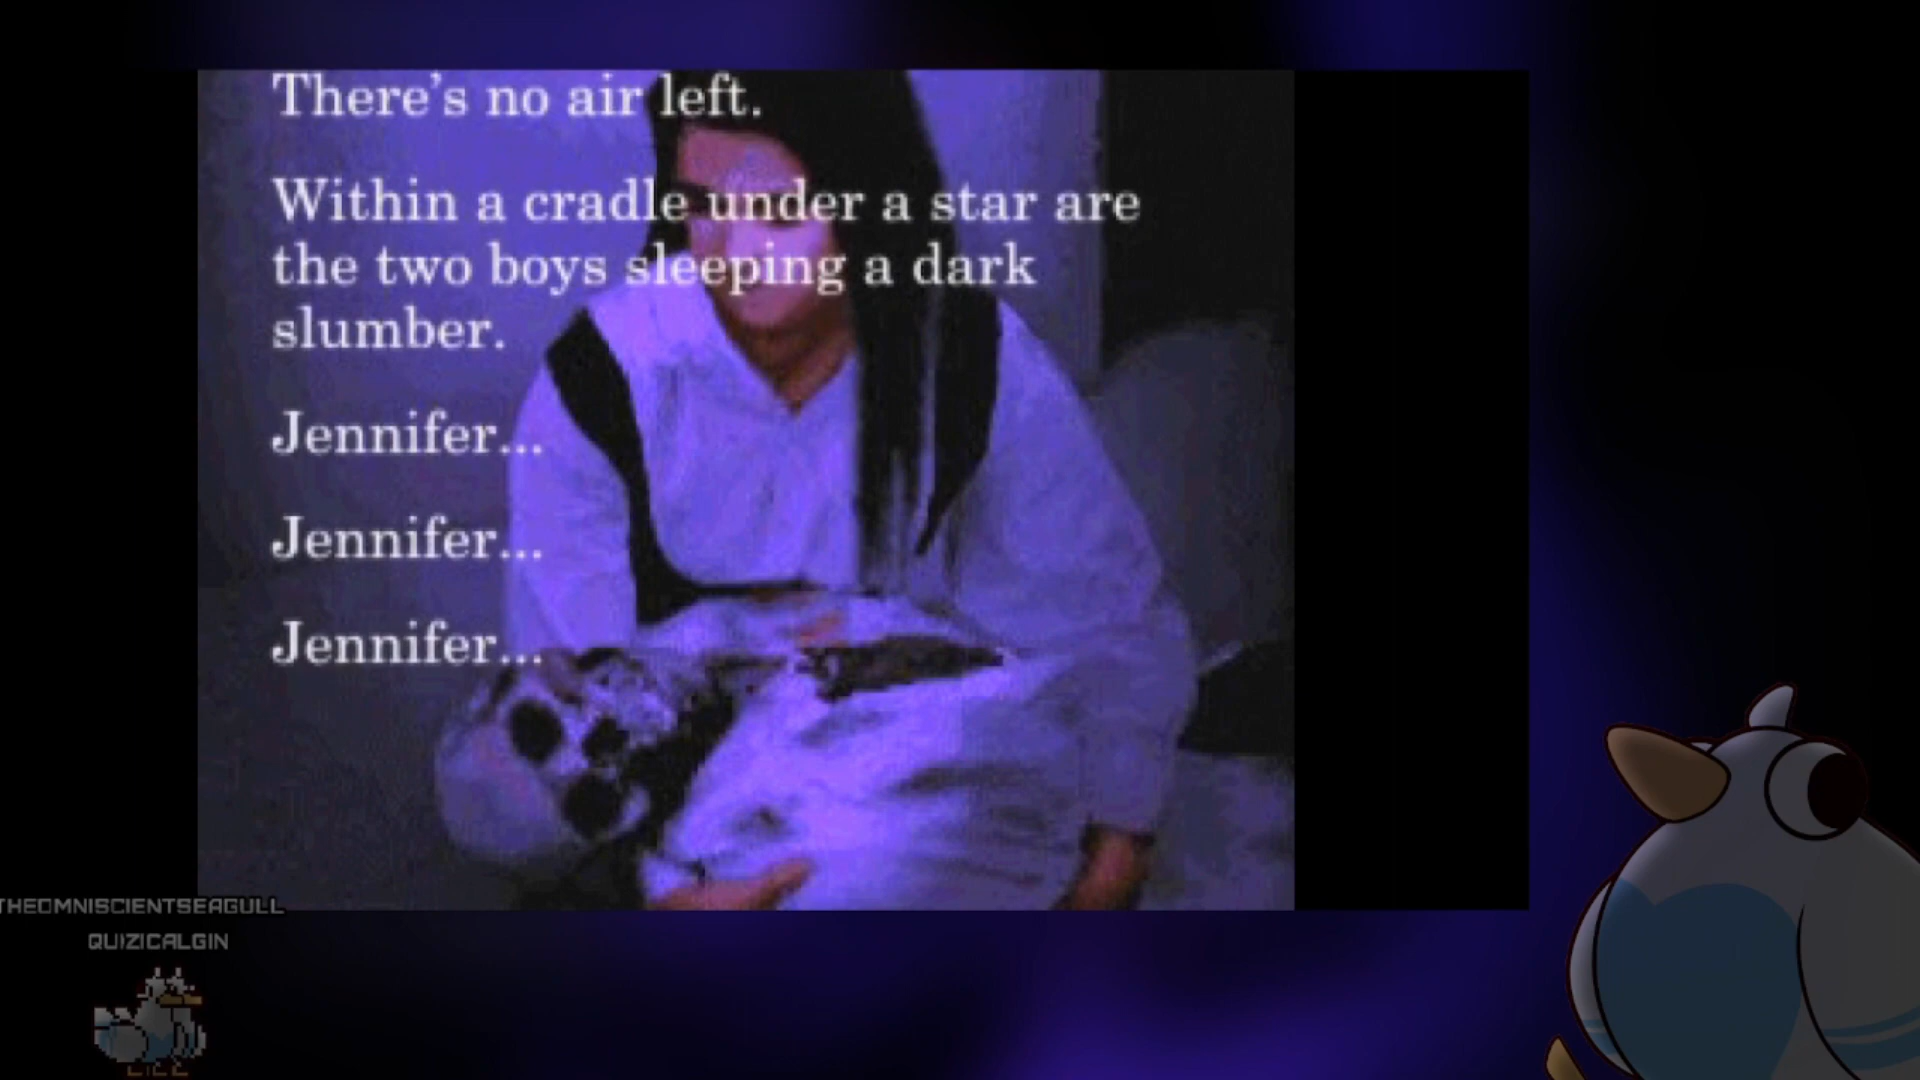 There's no air left.
Within a cradle under a star are
the two boys sleeping a dark
slumber.
Jennifer...
Jennifer...
Jennifer...
THEOMNISCIENTSEAGULL
QUIZICALGIN